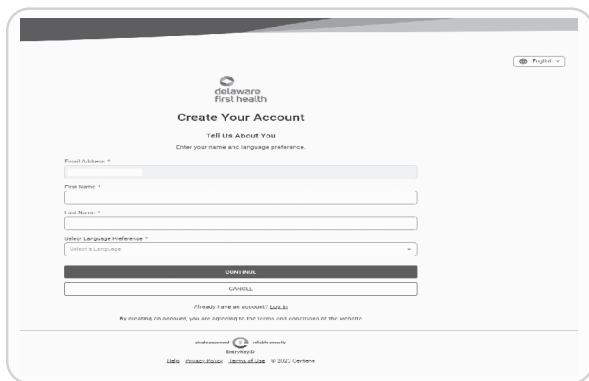 English
delaware
first health
Create Your Account
Tell Us About You
Enter your name and language preference.
Email Address *
First Name *
Last Name *
Select Language Preference *
Select a Language
CONTINUE
CANCEL
Already have an account? Log In
By creating an account, you are agreeing to the terms and conditions of the website
EntryKeyID
Help Privacy Policy Terms of Use © 2023 Centene